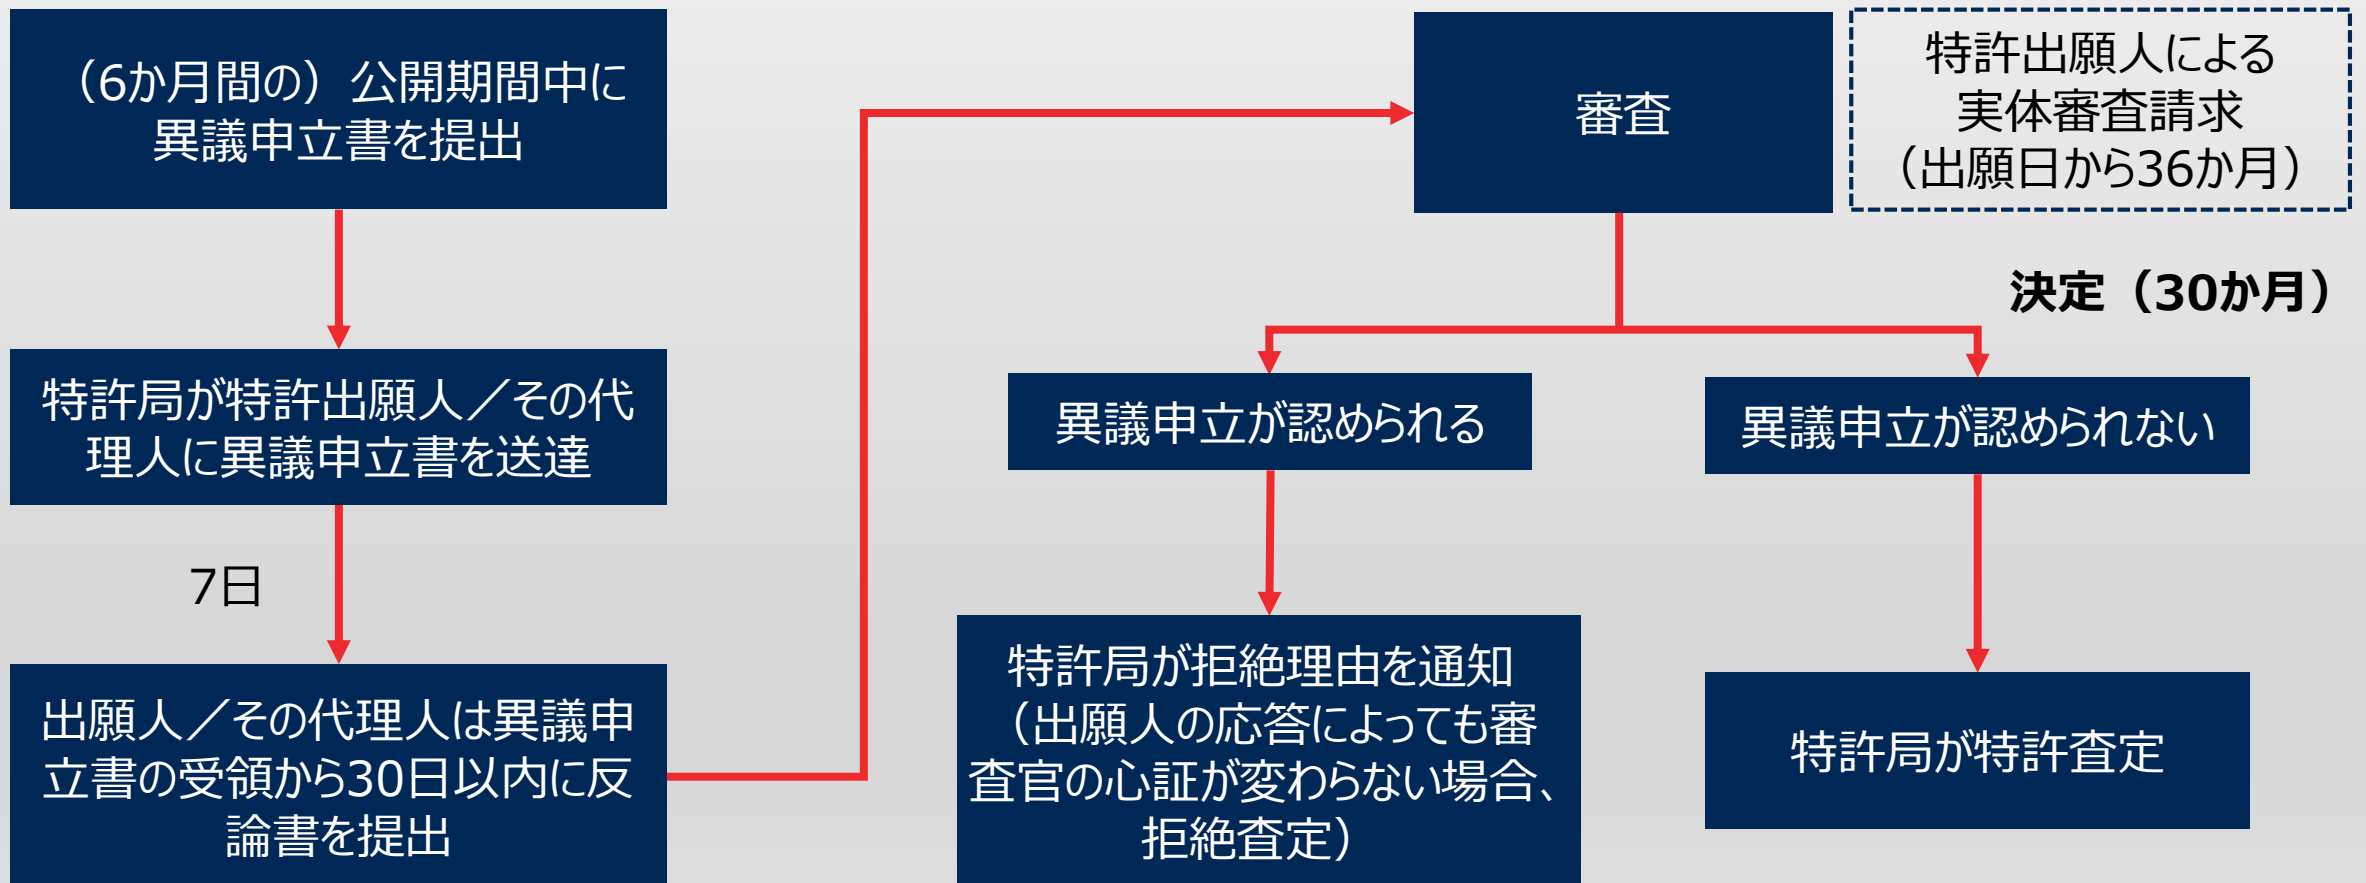 （6か月間の）公開期間中に
異議申立書を提出
特許局が特許出願人／その代
理人に異議申立書を送達
7日
出願人／その代理人は異議申
立書の受領から30日以内に反
論書を提出
審査
特許出願人による
実体審査請求
（出願日から36か月）
決定（30か月）
異議申立が認められる
異議申立が認められない
特許局が拒絶理由を通知
（出願人の応答によっても審
査官の心証が変わらない場合、
拒絶査定）
特許局が特許査定